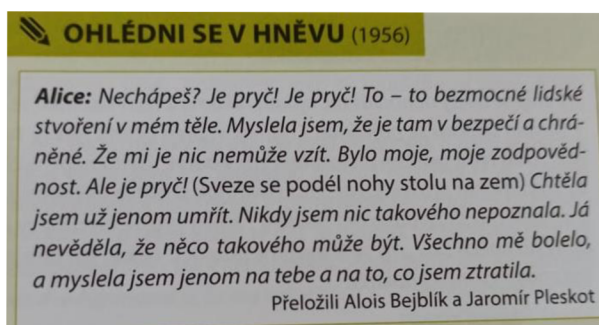 OHLÉDNI SE V HNĚVU (1956)
Alice: Nechápeš? Je pryč! Je pryč! To – to bezmocné lidské
stvoření v mém těle. Myslela jsem, že je tam v bezpečí a chrá-
něné. Že mi je nic nemůže vzít. Bylo moje, moje zodpověd-
nost. Ale je pryč! (Sveze se podél nohy stolu na zem) Chtěla
jsem už jenom umřít. Nikdy jsem nic takového nepoznala. Já
nevěděla, že něco takového může být. Všechno mě bolelo,
a myslela jsem jenom na tebe a na to, co jsem ztratila.
Přeložili Alois Bejblík a Jaromír Pleskot